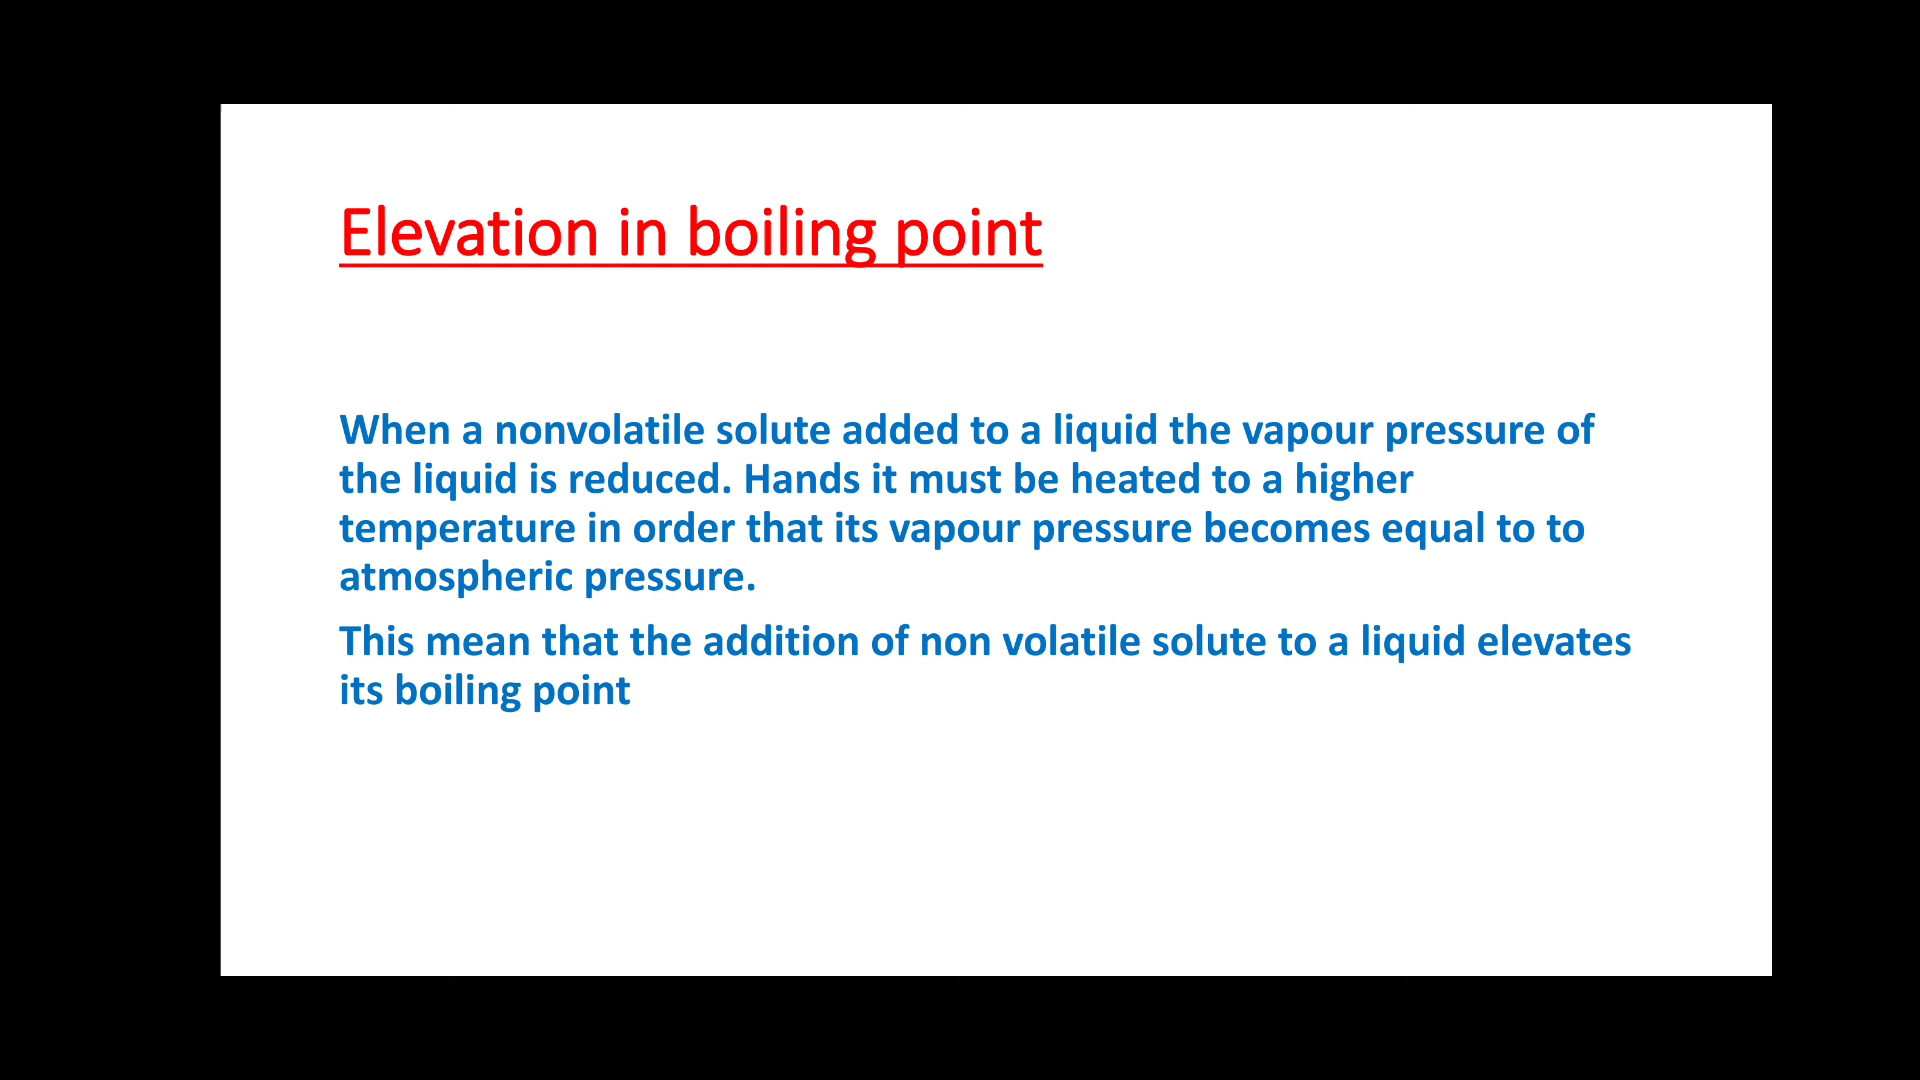 Elevation in boiling point
When a nonvolatile solute added to a liquid the vapour pressure of
the liquid is reduced. Hands it must be heated to a higher
temperature in order that its vapour pressure becomes equal to to
atmospheric pressure.
This mean that the addition of non volatile solute to a liquid elevates
its boiling point